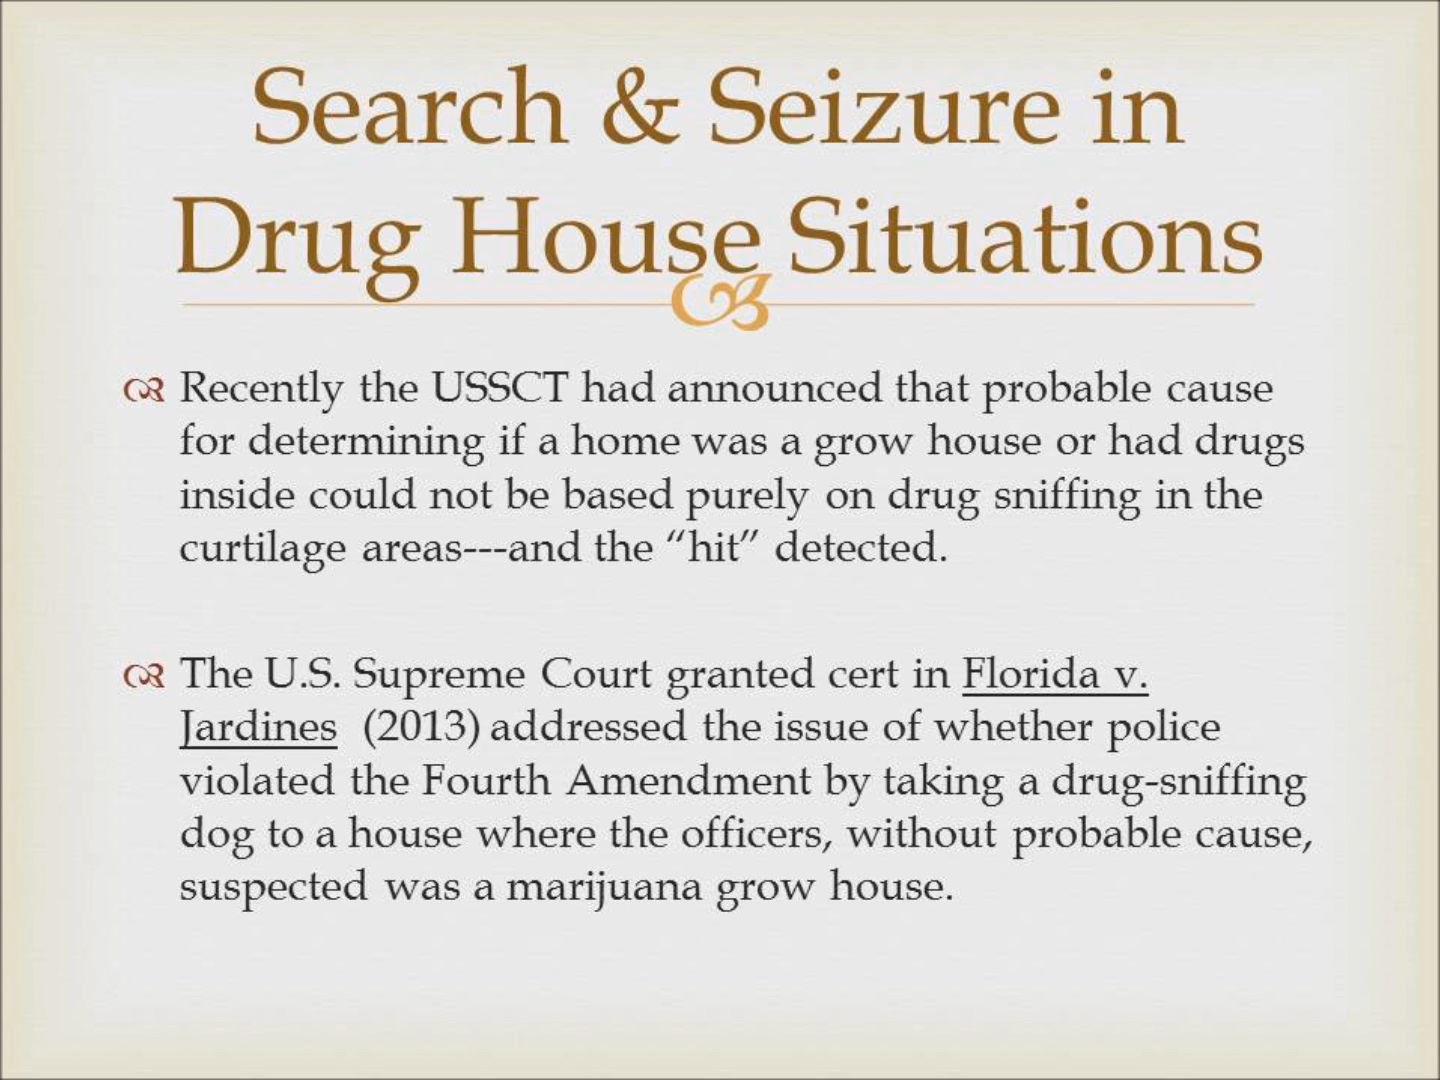 Search & Seizure in
Drug House Situations
Recently the USSCT had announced that probable cause
for determining if a home was a grow house or had drugs
inside could not be based purely on drug sniffing in the
curtilage areas---and the “hit” detected.
The U.S. Supreme Court granted cert in Florida v.
Jardines (2013) addressed the issue of whether police
violated the Fourth Amendment by taking a drug-sniffing
dog to a house where the officers, without probable cause,
suspected was a marijuana grow house.